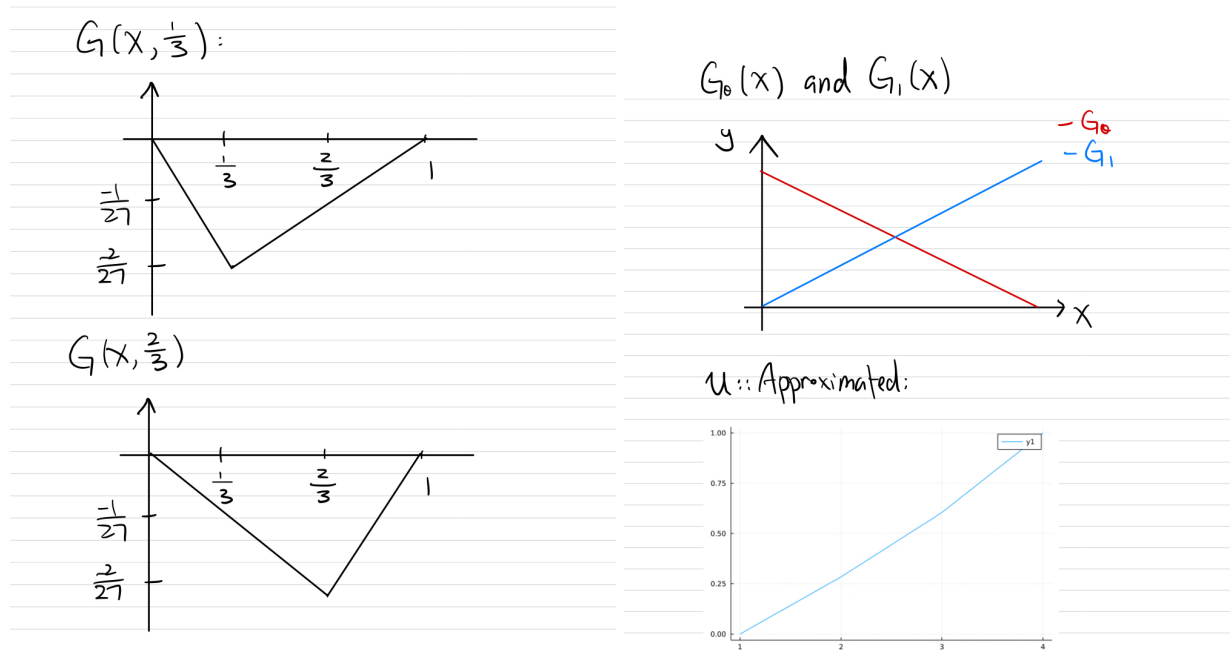 G(x, 1/3):
1/3 2/3 1
-1/27
-2/27
G(x, 2/3)
1/3 2/3 1
-1/27
-2/27
G₀(x) and G₁(x)
y
- G₀
- G₁
x
u :: Approximated:
1.00
y1
0.75
0.50
0.25
0.00
1 2 3 4